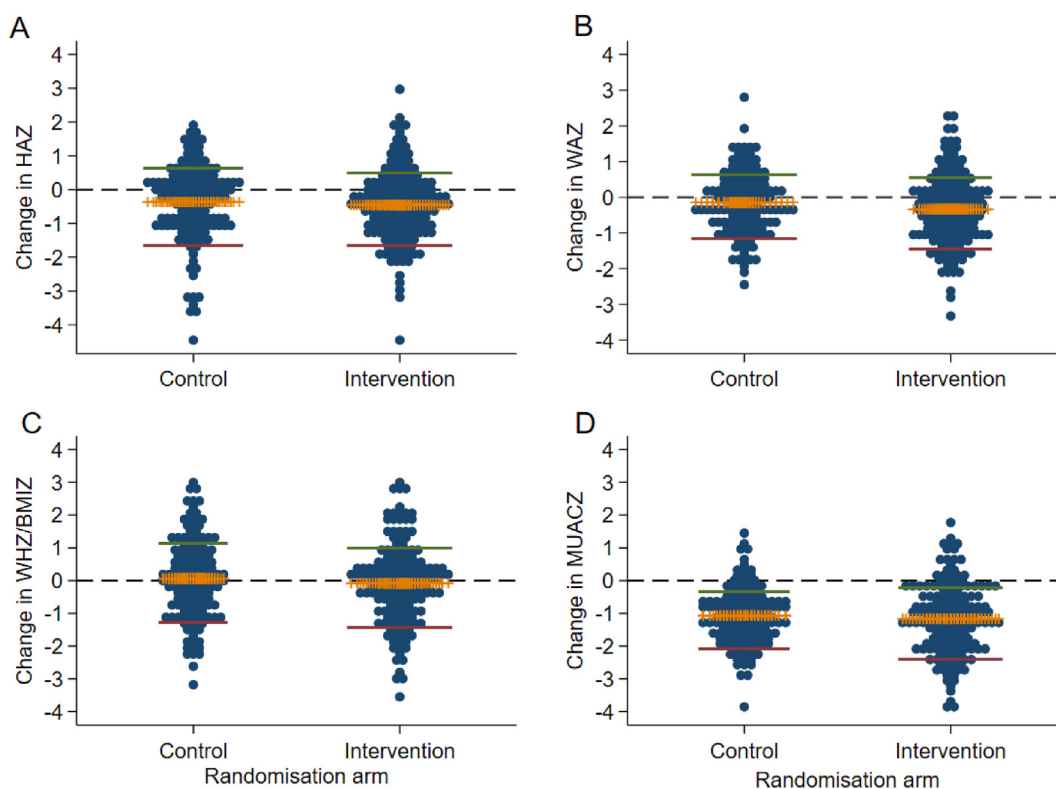 A
Change in HAZ
4
3
2
1
0
-1
-2
-3
-4
Control
Intervention
B
Change in WAZ
4
3
2
1
0
-1
-2
-3
-4
Control
Intervention
C
Change in WHZ/BMIZ
4
3
2
1
0
-1
-2
-3
-4
Control
Intervention
Randomisation arm
D
Change in MUACZ
4
3
2
1
0
-1
-2
-3
-4
Control
Intervention
Randomisation arm